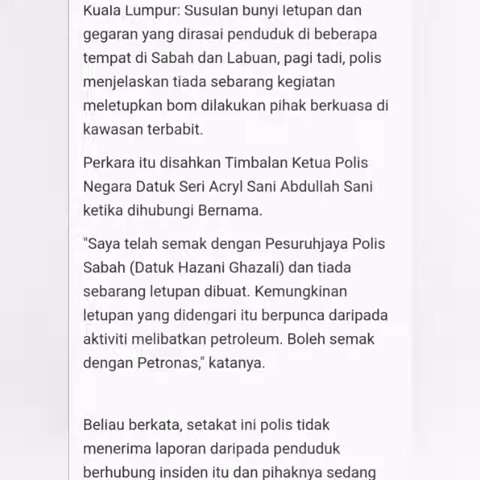 Kuala Lumpur: Susulan bunyi letupan dan
gegaran yang dirasai penduduk di beberapa
tempat di Sabah dan Labuan, pagi tadi, polis
menjelaskan tiada sebarang kegiatan
meletupkan bom dilakukan pihak berkuasa di
kawasan terbabit.
Perkara itu disahkan Timbalan Ketua Polis
Negara Datuk Seri Acryl Sani Abdullah Sani
ketika dihubungi Bernama.
"Saya telah semak dengan Pesuruhjaya Polis
Sabah (Datuk Hazani Ghazali) dan tiada
sebarang letupan dibuat. Kemungkinan
letupan yang didengari itu berpunca daripada
aktiviti melibatkan petroleum. Boleh semak
dengan Petronas," katanya.
Beliau berkata, setakat ini polis tidak
menerima laporan daripada penduduk
berhubung insiden itu dan pihaknya sedang